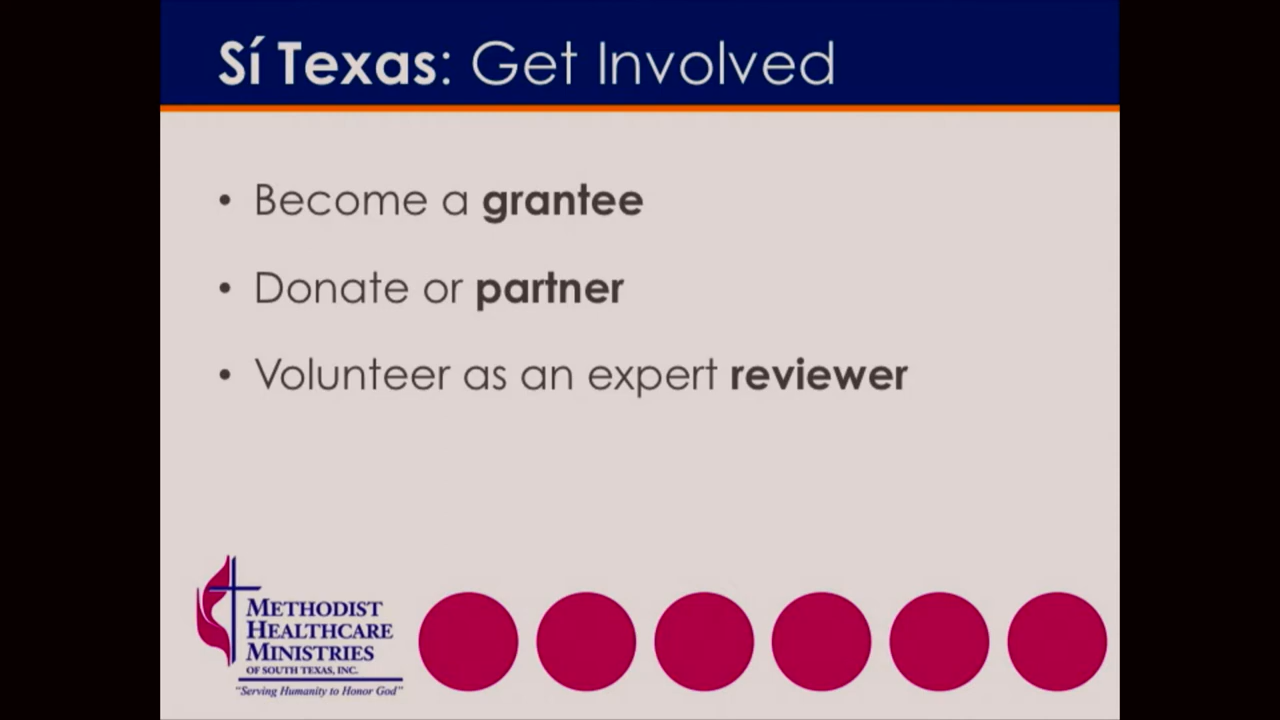 Sí Texas: Get Involved
• Become a grantee
• Donate or partner
• Volunteer as an expert reviewer
METHODIST
HEALTHCARE
MINISTRIES
OF SOUTH TEXAS, INC.
"Serving Humanity to Honor God"